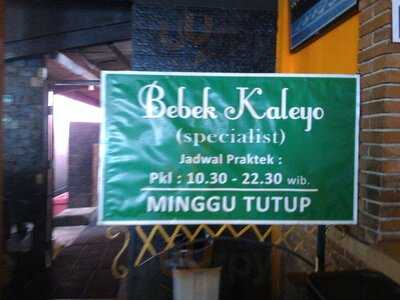 Bebek Kaleyo
(specialist)
Jadwal Praktek :
Pkl : 10.30 - 22.30 wib.
MINGGU TUTUP